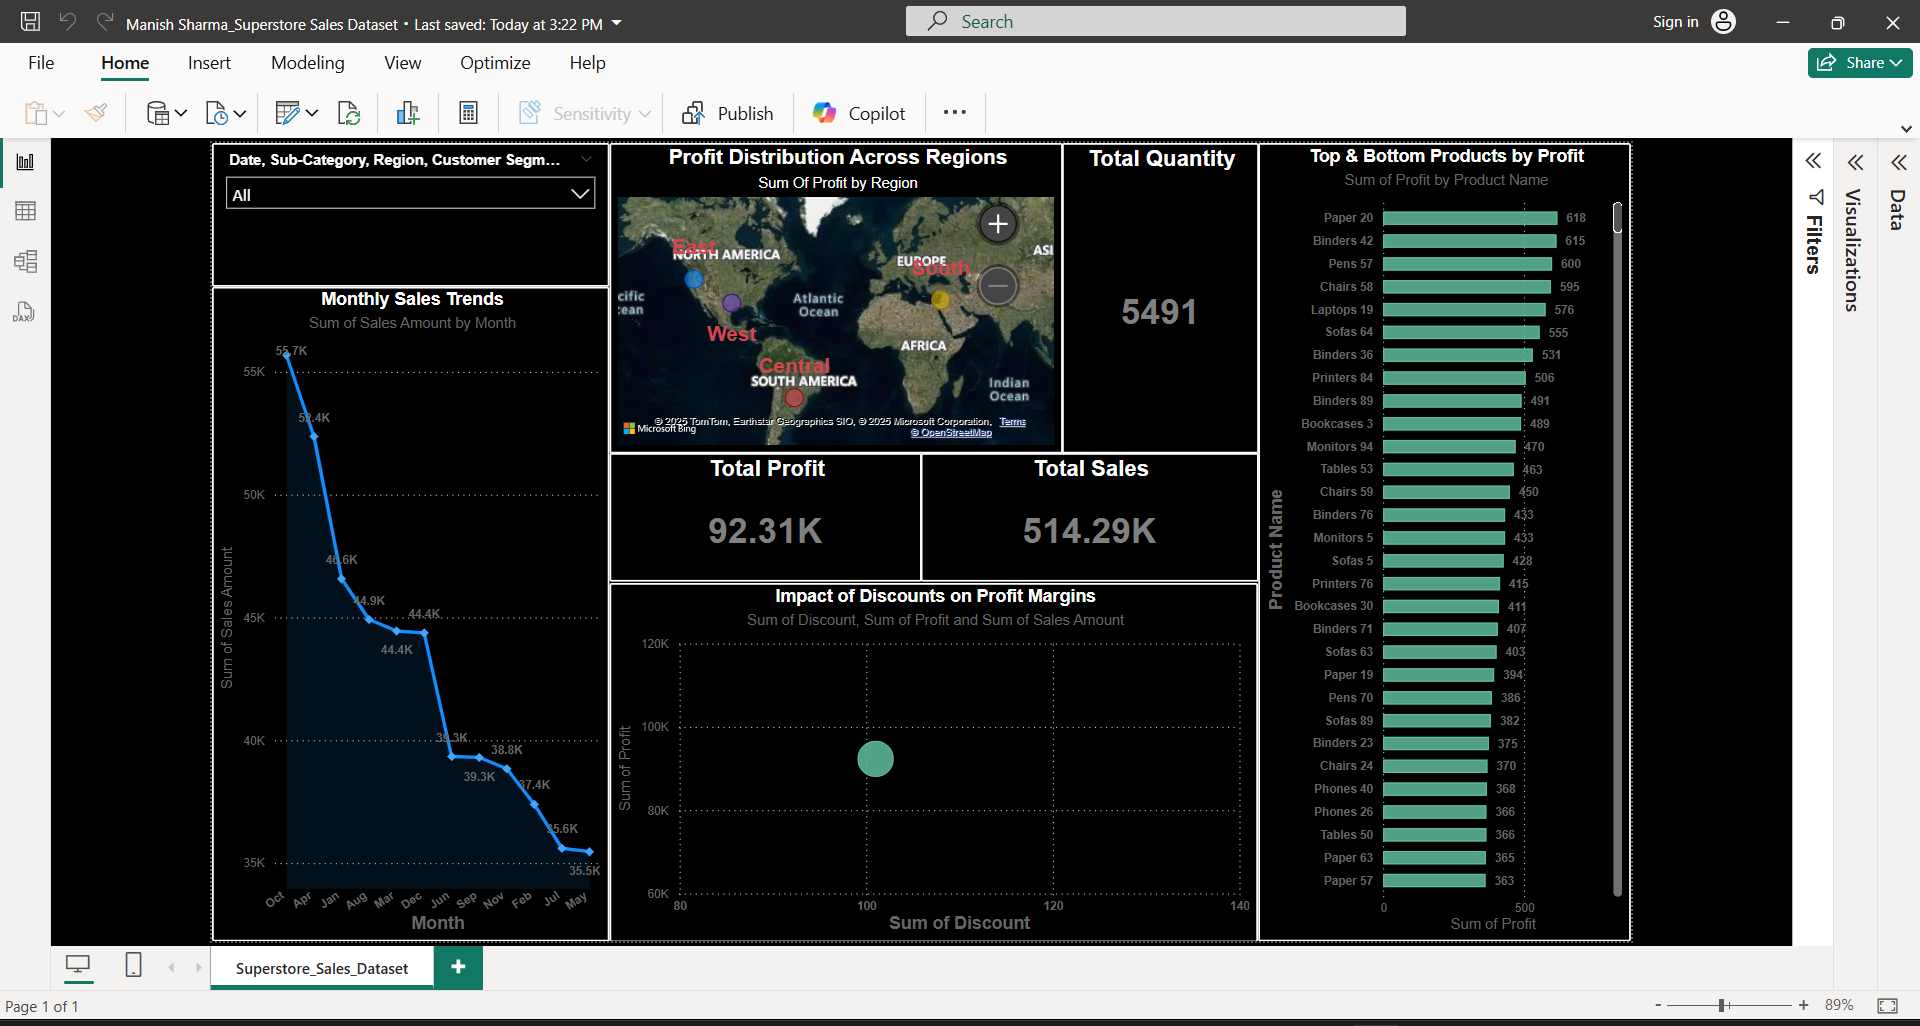 Manish Sharma_Superstore Sales Dataset • Last saved: Today at 3:22 PM
Search
Sign in
File
Home
Insert
Modeling
View
Optimize
Help
Share
Sensitivity
Publish
Copilot
...
DAX
Date, Sub-Category, Region, Customer Segm...
All
Monthly Sales Trends
Sum of Sales Amount by Month
55.7K
55K
52.4K
50K
46.6K
44.9K
45K
44.4K
44.4K
40K
39.3K
39.3K
38.8K
37.4K
35.6K
35K
35.5K
Sum of Sales Amount
Oct
Apr
Jan
Aug
Mar
Dec
Jun
Sep
Nov
Feb
Jul
May
Month
Profit Distribution Across Regions
Sum Of Profit by Region
East
NORTH AMERICA
EUROPE
South
ASI
cific
ean
Atlantic
Ocean
West
AFRICA
Central
SOUTH AMERICA
Indian
Ocean
© 2025 TomTom, Earthstar Geographics SIO, © 2025 Microsoft Corporation, Terms
Microsoft Bing
© OpenStreetMap
Total Quantity
5491
Total Profit
92.31K
Total Sales
514.29K
Impact of Discounts on Profit Margins
Sum of Discount, Sum of Profit and Sum of Sales Amount
120K
100K
80K
60K
Sum of Profit
80
100
120
140
Sum of Discount
Top & Bottom Products by Profit
Sum of Profit by Product Name
Product Name
Paper 20 618
Binders 42 615
Pens 57 600
Chairs 58 595
Laptops 19 576
Sofas 64 555
Binders 36 531
Printers 84 506
Binders 89 491
Bookcases 3 489
Monitors 94 470
Tables 53 463
Chairs 59 450
Binders 76 433
Monitors 5 433
Sofas 5 428
Printers 76 415
Bookcases 30 411
Binders 71 407
Sofas 63 403
Paper 19 394
Pens 70 386
Sofas 89 382
Binders 23 375
Chairs 24 370
Phones 40 368
Phones 26 366
Tables 50 366
Paper 63 365
Paper 57 363
0
500
Sum of Profit
Filters
Visualizations
Data
Superstore_Sales_Dataset
Page 1 of 1
- + 89%